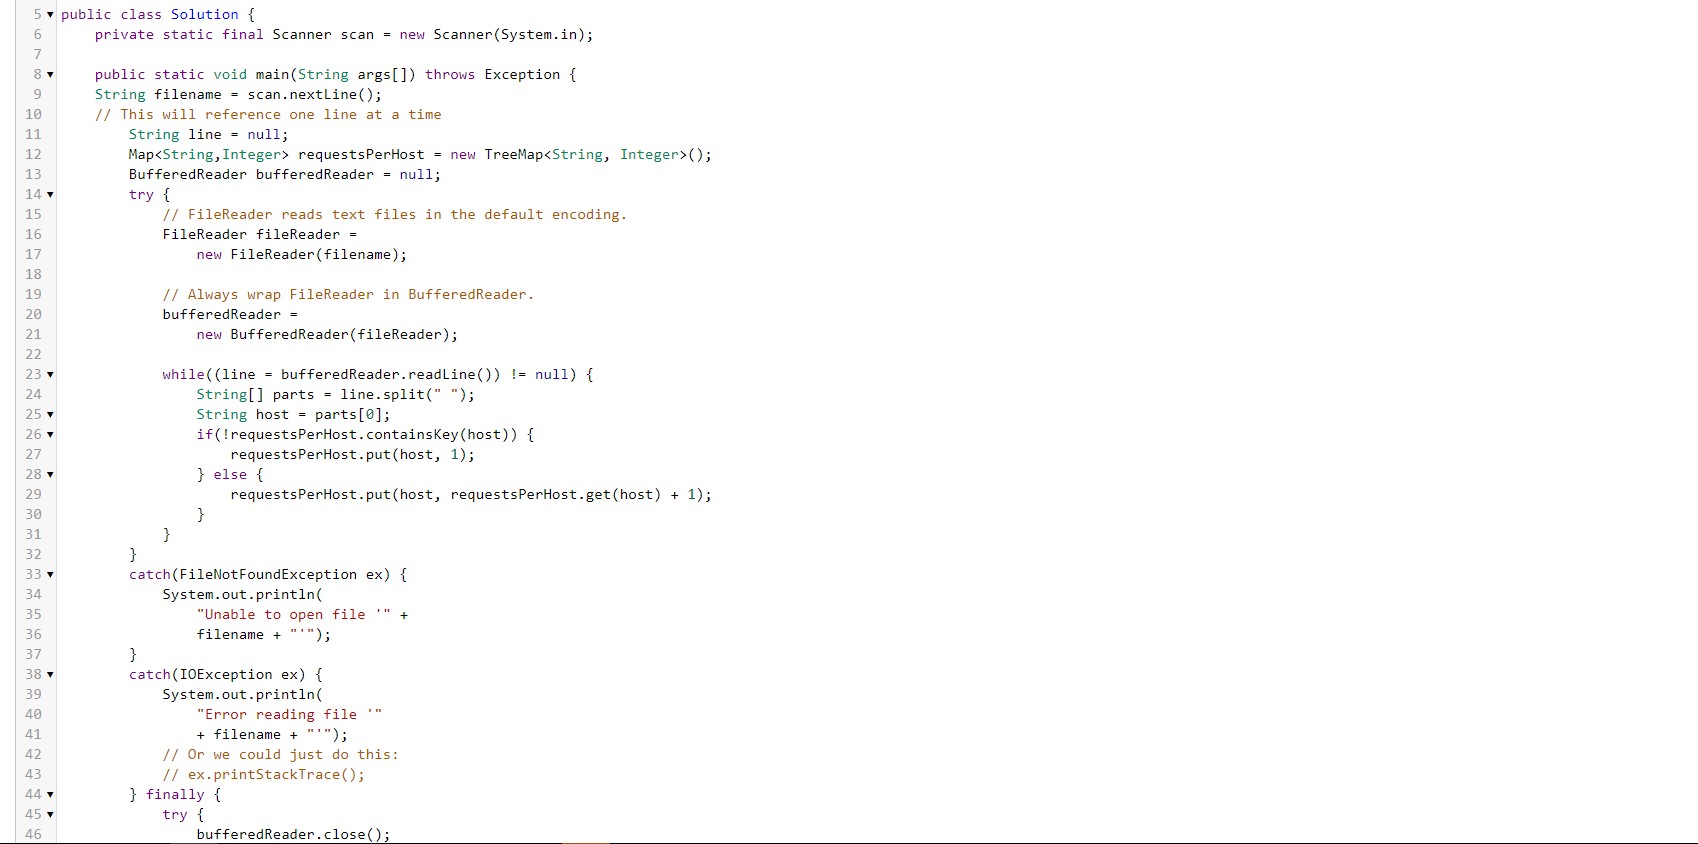 5 public class Solution {
6 private static final Scanner scan = new Scanner(System.in);
7
8 public static void main(String args[]) throws Exception {
9 String filename = scan.nextLine();
10 // This will reference one line at a time
11 String line = null;
12 Map<String,Integer> requestsPerHost = new TreeMap<String, Integer>();
13 BufferedReader bufferedReader = null;
14 try {
15 // FileReader reads text files in the default encoding.
16 FileReader fileReader =
17 new FileReader(filename);
18
19 // Always wrap FileReader in BufferedReader.
20 bufferedReader =
21 new BufferedReader(fileReader);
22
23 while((line = bufferedReader.readLine()) != null) {
24 String[] parts = line.split(" ");
25 String host = parts[0];
26 if(!requestsPerHost.containsKey(host)) {
27 requestsPerHost.put(host, 1);
28 } else {
29 requestsPerHost.put(host, requestsPerHost.get(host) + 1);
30 }
31 }
32 }
33 catch(FileNotFoundException ex) {
34 System.out.println(
35 "Unable to open file '" +
36 filename + "'");
37 }
38 catch(IOException ex) {
39 System.out.println(
40 "Error reading file '"
41 + filename + "'");
42 // Or we could just do this:
43 // ex.printStackTrace();
44 } finally {
45 try {
46 bufferedReader.close();